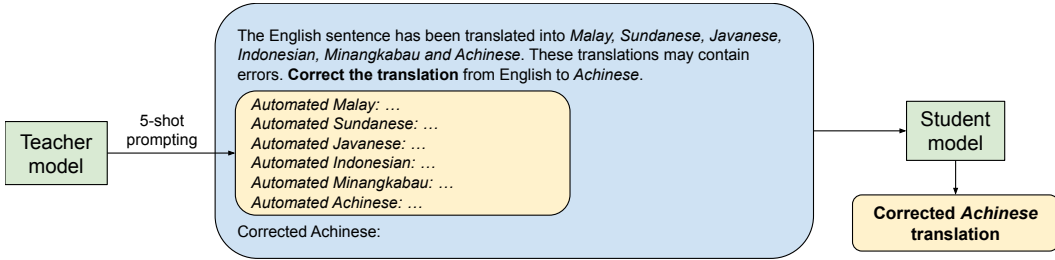 The English sentence has been translated into Malay, Sundanese, Javanese,
Indonesian, Minangkabau and Achinese. These translations may contain
errors. Correct the translation from English to Achinese.
Teacher
model
5-shot
prompting
Automated Malay: …
Automated Sundanese: …
Automated Javanese: …
Automated Indonesian: …
Automated Minangkabau: …
Automated Achinese: …
Corrected Achinese:
Student
model
Corrected Achinese
translation